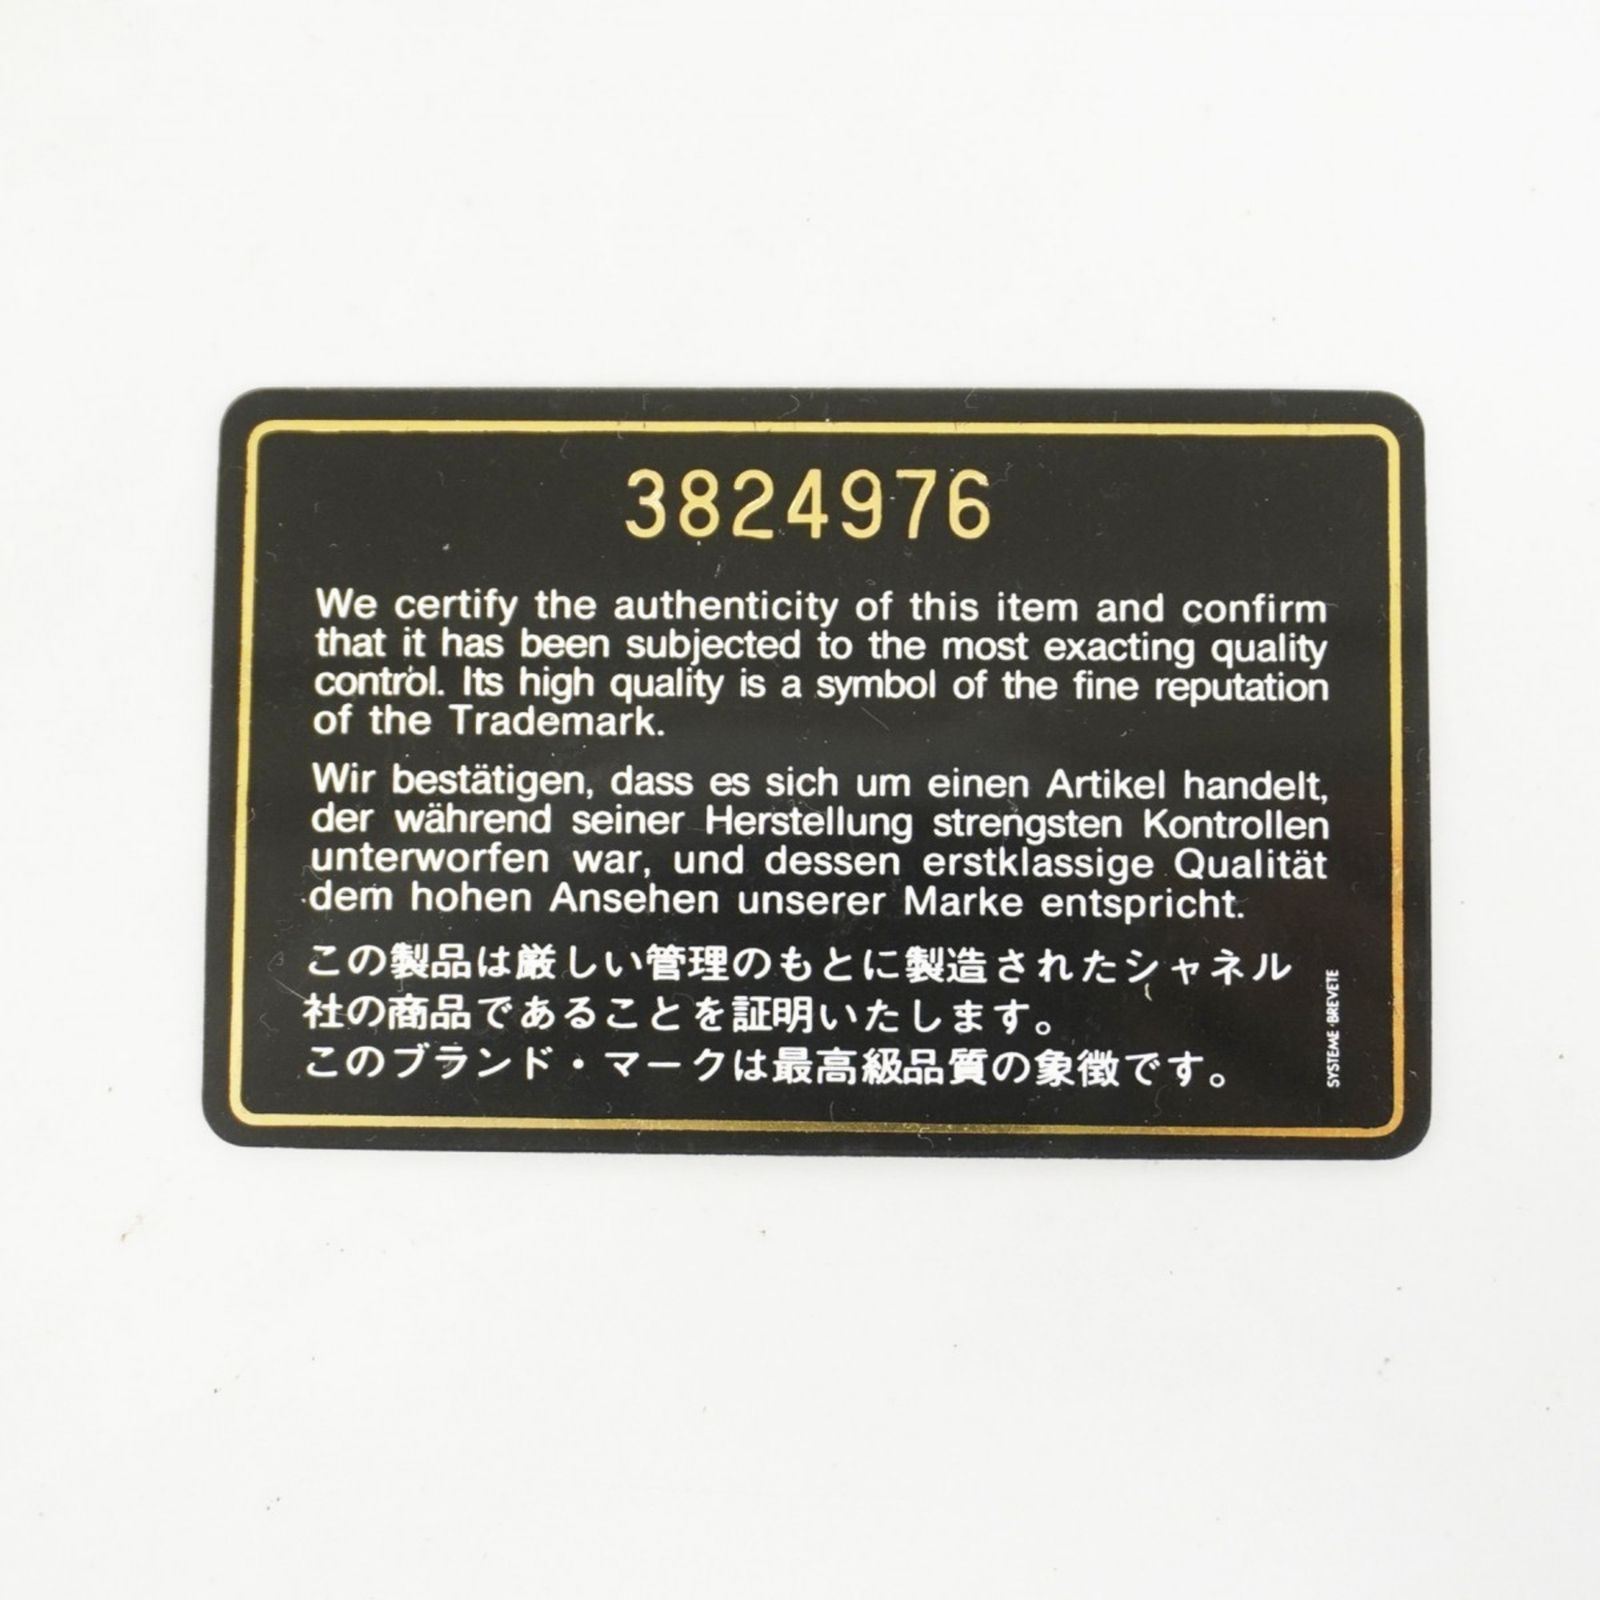 3824976
We certify the authenticity of this item and confirm
that it has been subjected to the most exacting quality
control. Its high quality is a symbol of the fine reputation
of the Trademark.
Wir bestätigen, dass es sich um einen Artikel handelt,
der während seiner Herstellung strengsten Kontrollen
unterworfen war, und dessen erstklassige Qualität
dem hohen Ansehen unserer Marke entspricht.
この製品は厳しい管理のもとに製造されたシャネル
社の商品であることを証明いたします。
このブランド・マークは最高級品質の象徴です。
SYSTEME BREVETE